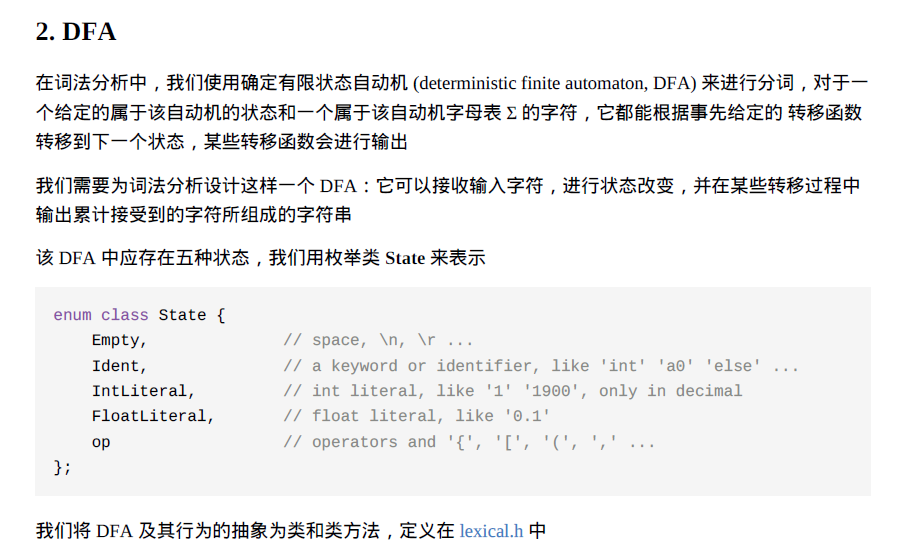 2. DFA
在词法分析中，我们使用确定有限状态自动机 (deterministic finite automaton, DFA) 来进行分词，对于一
个给定的属于该自动机的状态和一个属于该自动机字母表 Σ 的字符，它都能根据事先给定的 转移函数
转移到下一个状态，某些转移函数会进行输出
我们需要为词法分析设计这样一个 DFA：它可以接收输入字符，进行状态改变，并在某些转移过程中
输出累计接受到的字符所组成的字符串
该 DFA 中应存在五种状态，我们用枚举类 State 来表示
enum class State {
    Empty,              // space, \n, \r ...
    Ident,              // a keyword or identifier, like 'int' 'a0' 'else' ...
    IntLiteral,         // int literal, like '1' '1900', only in decimal
    FloatLiteral,       // float literal, like '0.1'
    op                  // operators and '{', '[', '(', ',' ...
};
我们将 DFA 及其行为的抽象为类和类方法，定义在 lexical.h 中